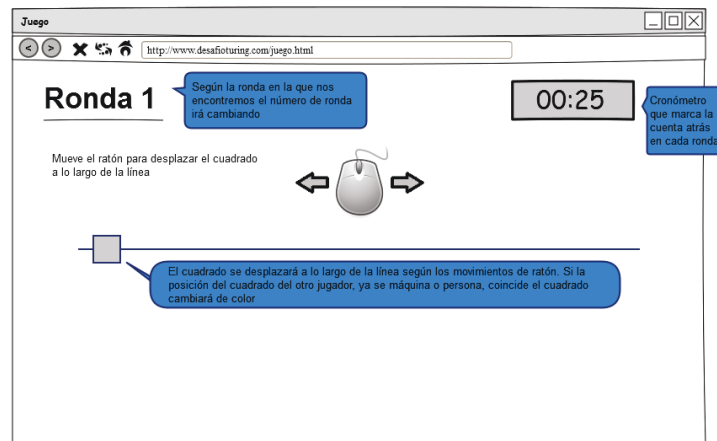 Juego
http://www.desafioturing.com/juego.html
Ronda 1
Según la ronda en la que nos
encontremos el número de ronda
irá cambiando
00:25
Cronómetro
que marca la
cuenta atrás
en cada ronda
Mueve el ratón para desplazar el cuadrado
a lo largo de la línea
El cuadrado se desplazará a lo largo de la línea según los movimientos de ratón. Si la
posición del cuadrado del otro jugador, ya se máquina o persona, coincide el cuadrado
cambiará de color